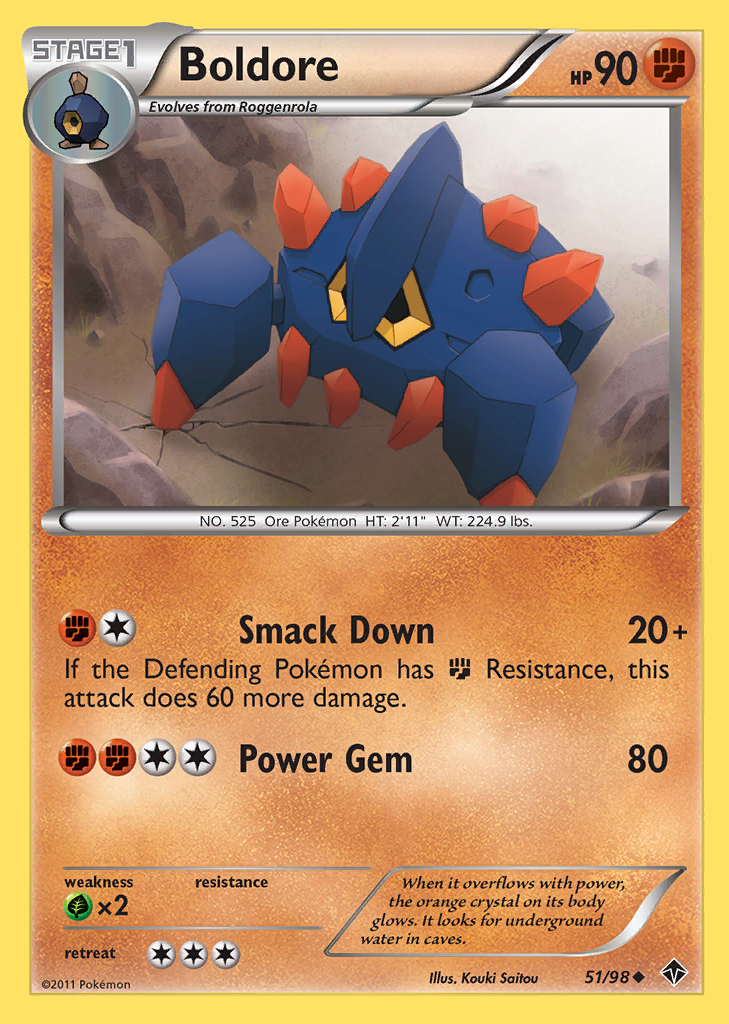 STAGE1
Boldore
HP 90
Evolves from Roggenrola
NO. 525 Ore Pokémon HT: 2'11" WT: 224.9 lbs.
Smack Down 20+
If the Defending Pokémon has Resistance, this
attack does 60 more damage.
Power Gem 80
weakness resistance
×2
retreat
When it overflows with power,
the orange crystal on its body
glows. It looks for underground
water in caves.
©2011 Pokémon
Illus. Kouki Saitou
51/98